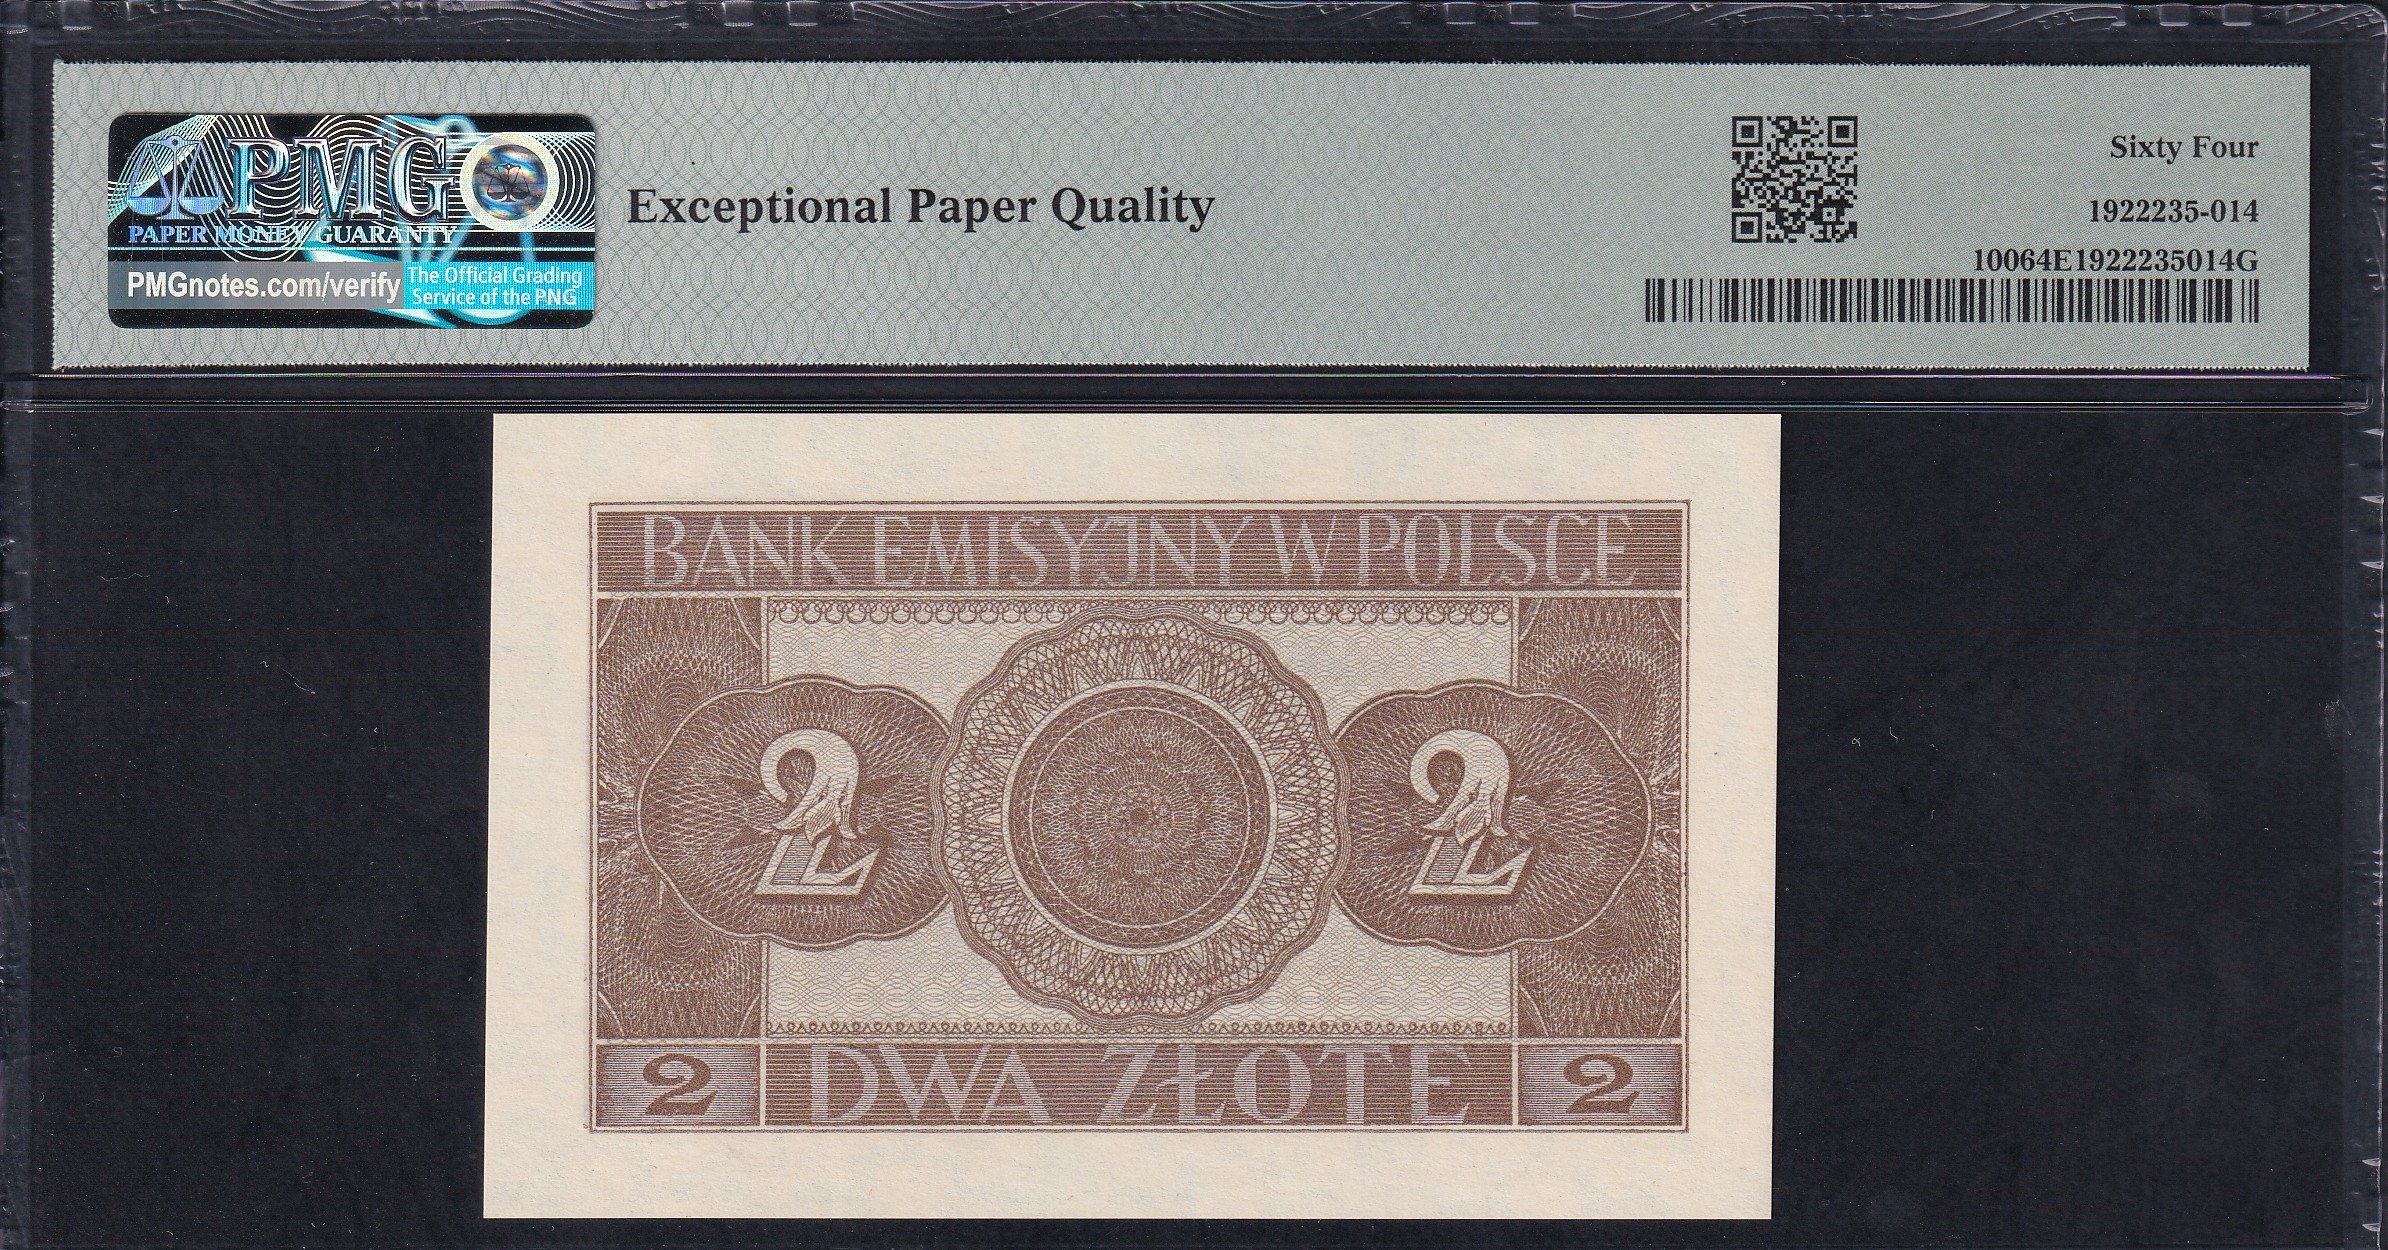 PMG
PAPER MONEY GUARANTY
PMGnotes.com/verify
The Official Grading
Service of the PNG
Exceptional Paper Quality
Sixty Four
1922235-014
10064E1922235014G
BANK EMISYJNY W POLSCE
2 2
2 DWA ZŁOTE 2